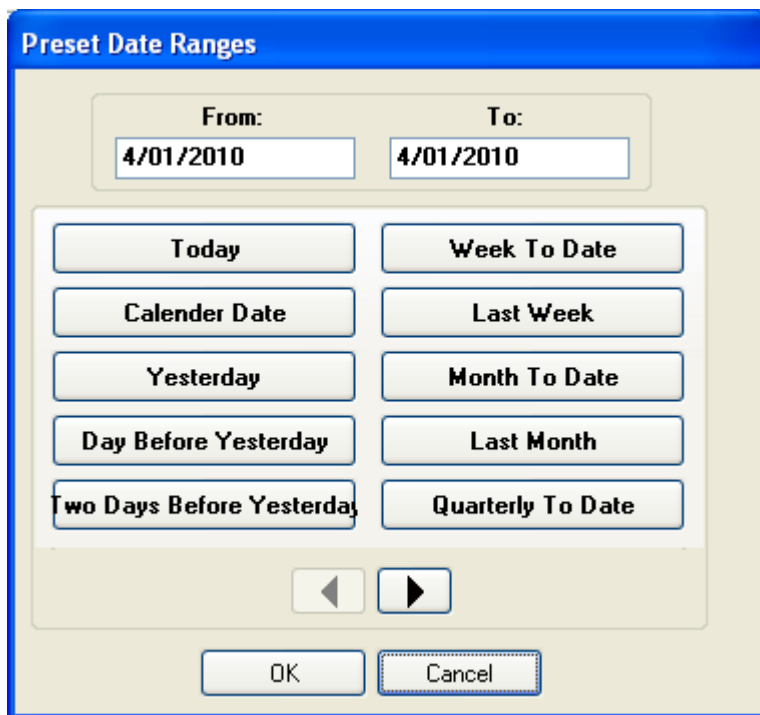 Preset Date Ranges
From: To:
4/01/2010 4/01/2010
Today Week To Date
Calender Date Last Week
Yesterday Month To Date
Day Before Yesterday Last Month
Two Days Before Yesterday Quarterly To Date
OK Cancel